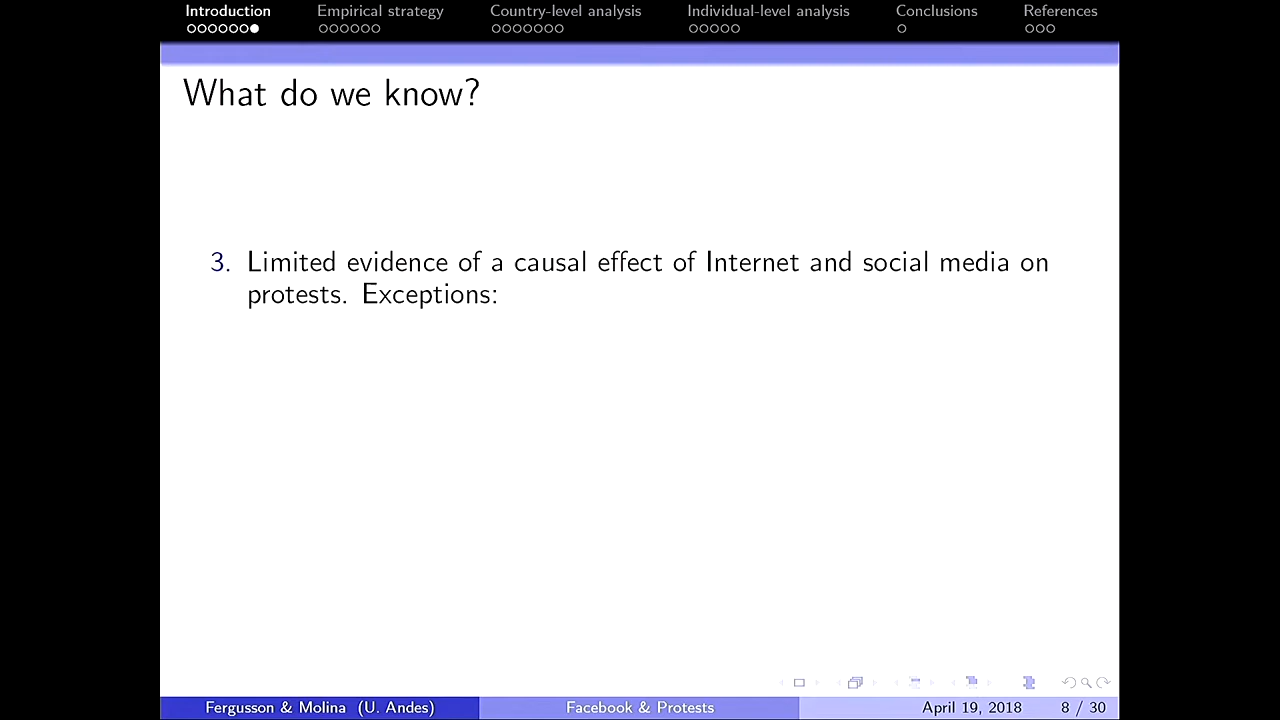 Introduction Empirical strategy Country-level analysis Individual-level analysis Conclusions References
What do we know?
3. Limited evidence of a causal effect of Internet and social media on
protests. Exceptions:
Fergusson & Molina (U. Andes) Facebook & Protests April 19, 2018 8 / 30